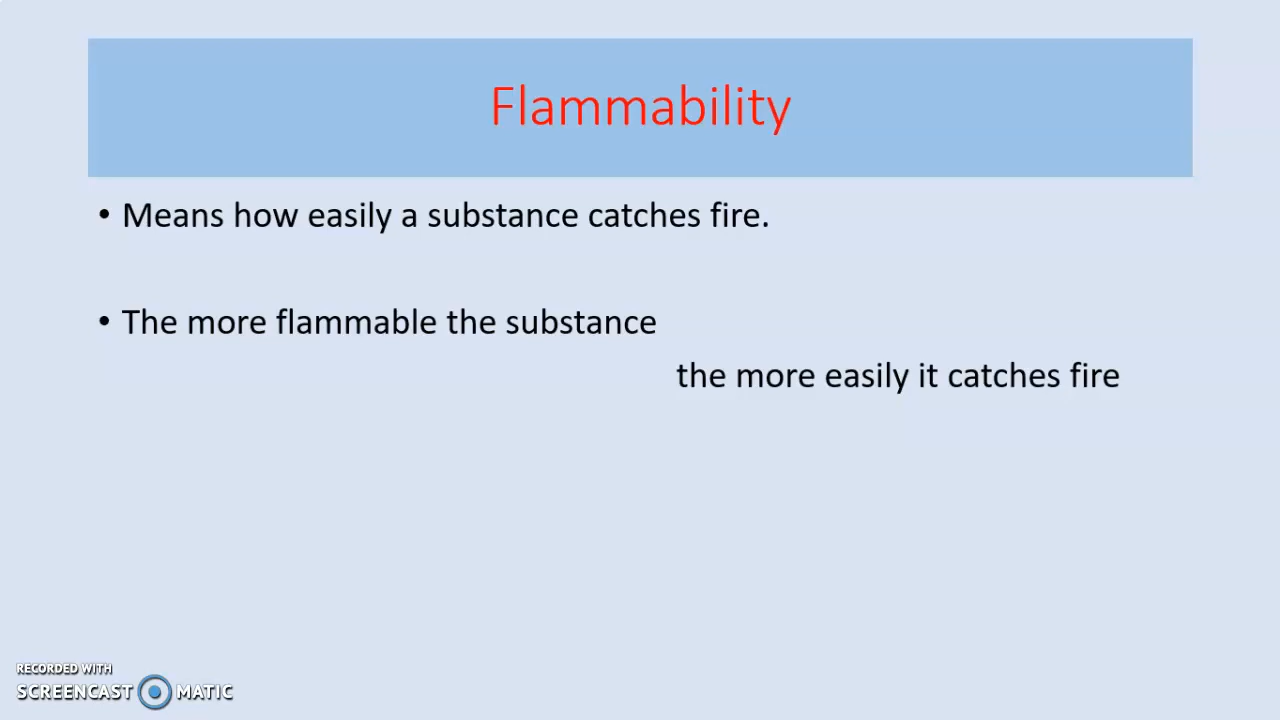 Flammability
• Means how easily a substance catches fire.
• The more flammable the substance
the more easily it catches fire
RECORDED WITH
SCREENCAST MATIC